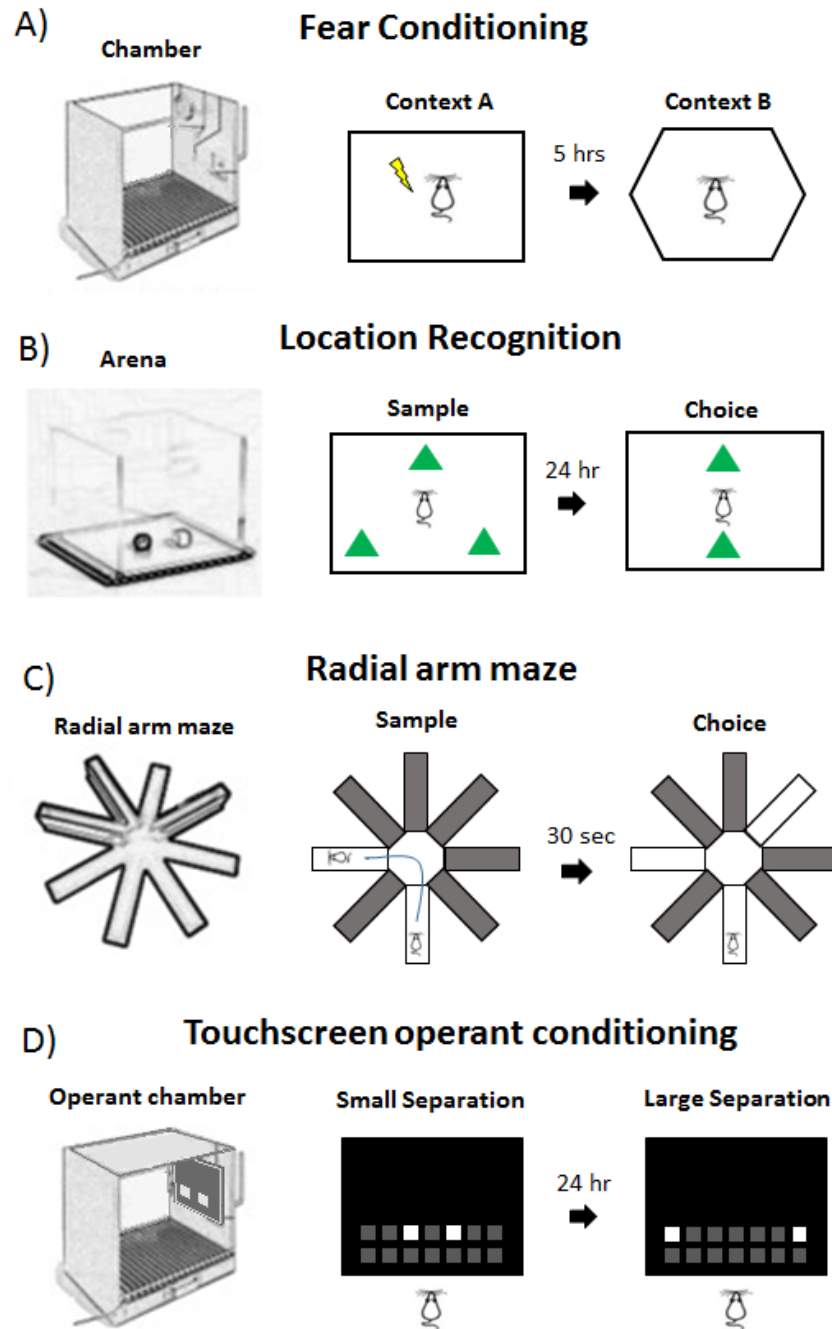 A)
Fear Conditioning
Chamber
Context A
Context B
5 hrs
B)
Location Recognition
Arena
Sample
Choice
24 hr
C)
Radial arm maze
Radial arm maze
Sample
Choice
30 sec
D)
Touchscreen operant conditioning
Operant chamber
Small Separation
Large Separation
24 hr